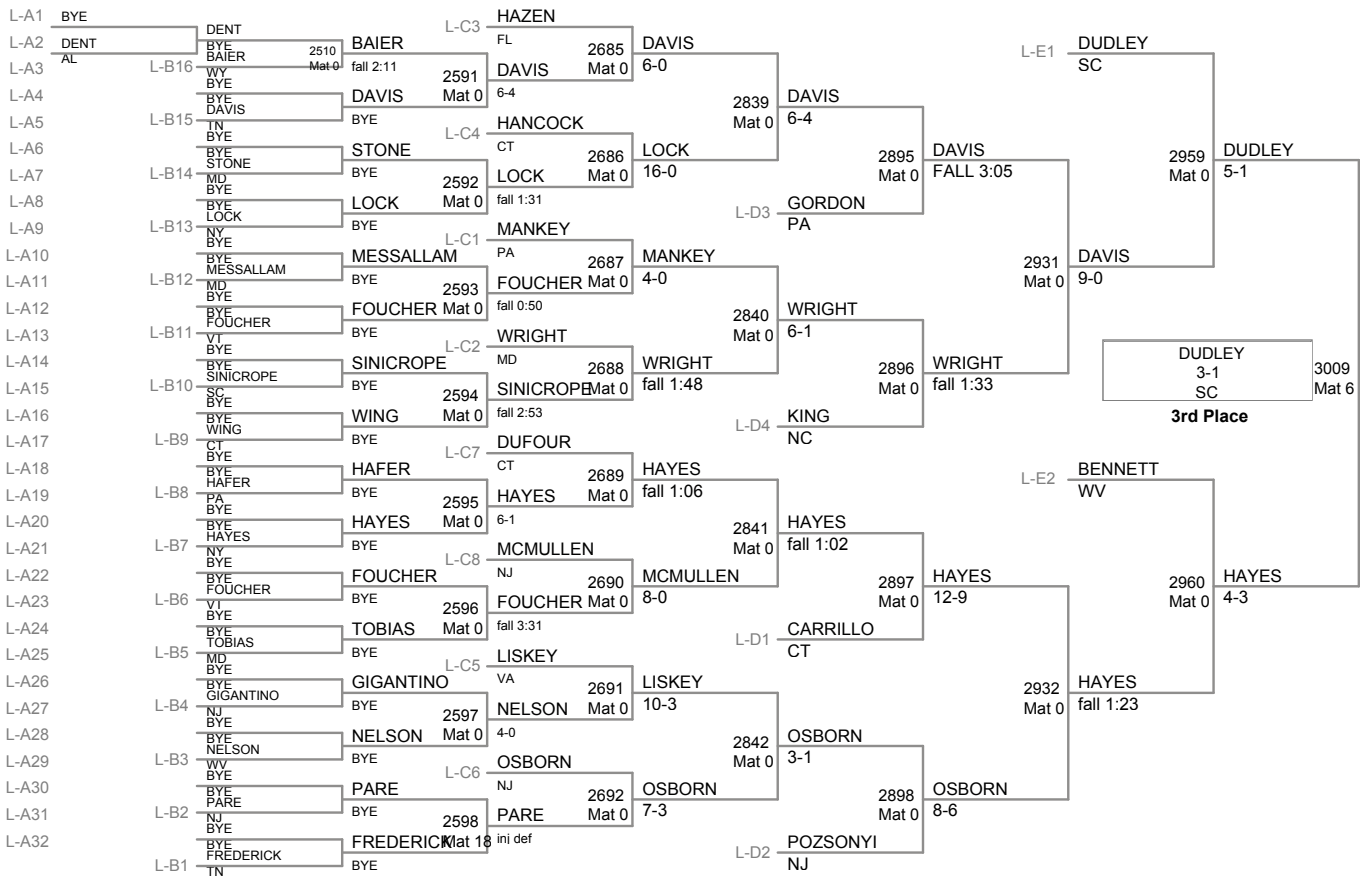 L-A1
BYE
L-A2
DENT
AL
L-A3
L-A4
L-A5
L-A6
L-A7
L-A8
L-A9
L-A10
L-A11
L-A12
L-A13
L-A14
L-A15
L-A16
L-A17
L-A18
L-A19
L-A20
L-A21
L-A22
L-A23
L-A24
L-A25
L-A26
L-A27
L-A28
L-A29
L-A30
L-A31
L-A32
DENT
BYE
L-B16 BAIER
WY
BYE
BYE
L-B15 DAVIS
TN
BYE
BYE
L-B14 STONE
MD
BYE
BYE
L-B13 LOCK
NY
BYE
BYE
L-B12 MESSALLAM
MD
BYE
BYE
L-B11 FOUCHER
VT
BYE
BYE
L-B10 SINICROPE
SC
BYE
BYE
L-B9 WING
CT
BYE
BYE
L-B8 HAFER
PA
BYE
BYE
L-B7 HAYES
NY
BYE
BYE
L-B6 FOUCHER
VT
BYE
BYE
L-B5 TOBIAS
MD
BYE
BYE
L-B4 GIGANTINO
NJ
BYE
BYE
L-B3 NELSON
WV
BYE
BYE
L-B2 PARE
NJ
BYE
BYE
L-B1 FREDERICK
TN
2510
Mat 0
BAIER
fall 2:11
DAVIS
BYE
STONE
BYE
LOCK
BYE
MESSALLAM
BYE
FOUCHER
BYE
SINICROPE
BYE
WING
BYE
HAFER
BYE
HAYES
BYE
FOUCHER
BYE
TOBIAS
BYE
GIGANTINO
BYE
NELSON
BYE
PARE
BYE
FREDERICK
BYE
2591
Mat 0
2592
Mat 0
2593
Mat 0
2594
Mat 0
2595
Mat 0
2596
Mat 0
2597
Mat 0
2598
Mat 18
L-C3 HAZEN
FL
DAVIS
6-4
L-C4 HANCOCK
CT
LOCK
fall 1:31
L-C1 MANKEY
PA
FOUCHER
fall 0:50
L-C2 WRIGHT
MD
SINICROPE
fall 2:53
L-C7 DUFOUR
CT
HAYES
6-1
L-C8 MCMULLEN
NJ
FOUCHER
fall 3:31
L-C5 LISKEY
VA
NELSON
4-0
L-C6 OSBORN
NJ
PARE
inj def
2685
Mat 0
2686
Mat 0
2687
Mat 0
2688
Mat 0
2689
Mat 0
2690
Mat 0
2691
Mat 0
2692
Mat 0
DAVIS
6-0
LOCK
16-0
MANKEY
4-0
WRIGHT
fall 1:48
HAYES
fall 1:06
MCMULLEN
8-0
LISKEY
10-3
OSBORN
7-3
2839
Mat 0
2840
Mat 0
2841
Mat 0
2842
Mat 0
DAVIS
6-4
L-D3 GORDON
PA
WRIGHT
6-1
L-D4 KING
NC
HAYES
fall 1:02
L-D1 CARRILLO
CT
OSBORN
3-1
L-D2 POZSONYI
NJ
2895
Mat 0
2896
Mat 0
2897
Mat 0
2898
Mat 0
DAVIS
FALL 3:05
WRIGHT
fall 1:33
HAYES
12-9
OSBORN
8-6
2931
Mat 0
2932
Mat 0
L-E1 DUDLEY
SC
DAVIS
9-0
L-E2 BENNETT
WV
HAYES
fall 1:23
2959
Mat 0
2960
Mat 0
DUDLEY
5-1
HAYES
4-3
DUDLEY
3-1
SC
3rd Place
3009
Mat 6